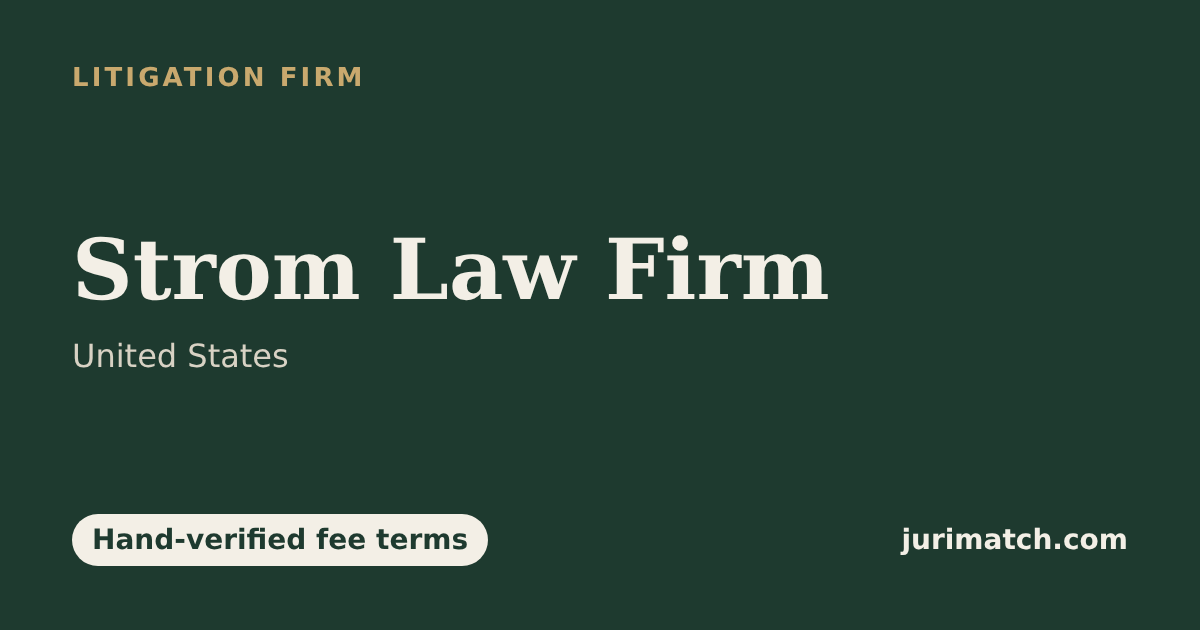 LITIGATION FIRM
Strom Law Firm
United States
Hand-verified fee terms
jurimatch.com